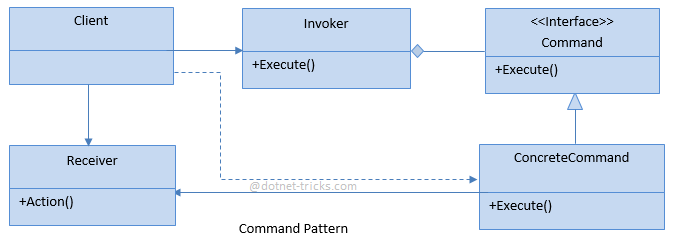 Client
Invoker
+Execute()
<<Interface>>
Command
+Execute()
Receiver
+Action()
ConcreteCommand
+Execute()
@dotnet-tricks.com
Command Pattern